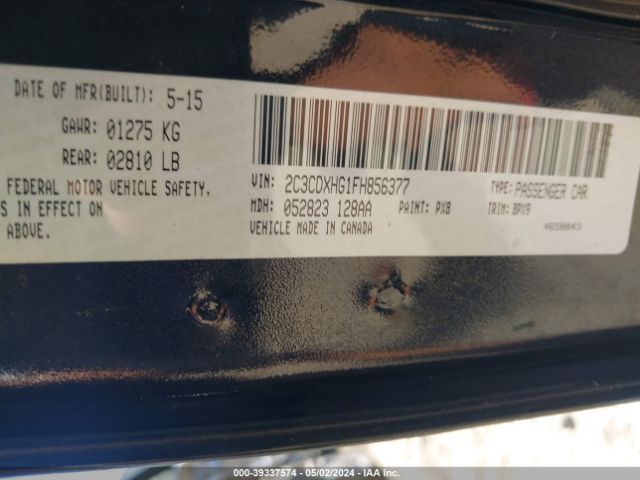 DATE OF MFR(BUILT): 5-15
GAWR: 01275 KG
REAR: 02810 LB
FEDERAL MOTOR VEHICLE SAFETY,
S IN EFFECT ON
ABOVE.
VIN: 2C3CDXHG1FH856377
TYPE: PASSENGER CAR
MDH: 052823 128AA
PAINT: PX8
TRIM: BPX9
VEHICLE MADE IN CANADA
000-39337574 - 05/02/2024 - IAA Inc.